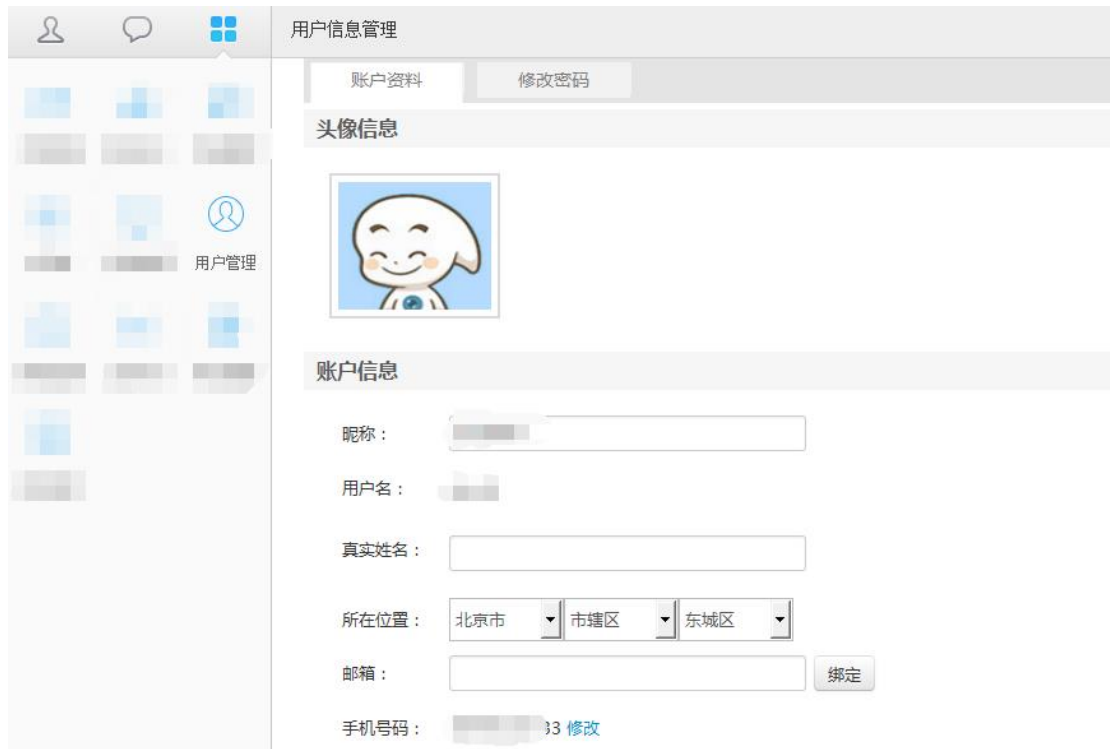 用户信息管理
账户资料 修改密码
头像信息
用户管理
账户信息
昵称：
用户名：
真实姓名：
所在位置： 北京市 市辖区 东城区
邮箱： 绑定
手机号码： 33 修改